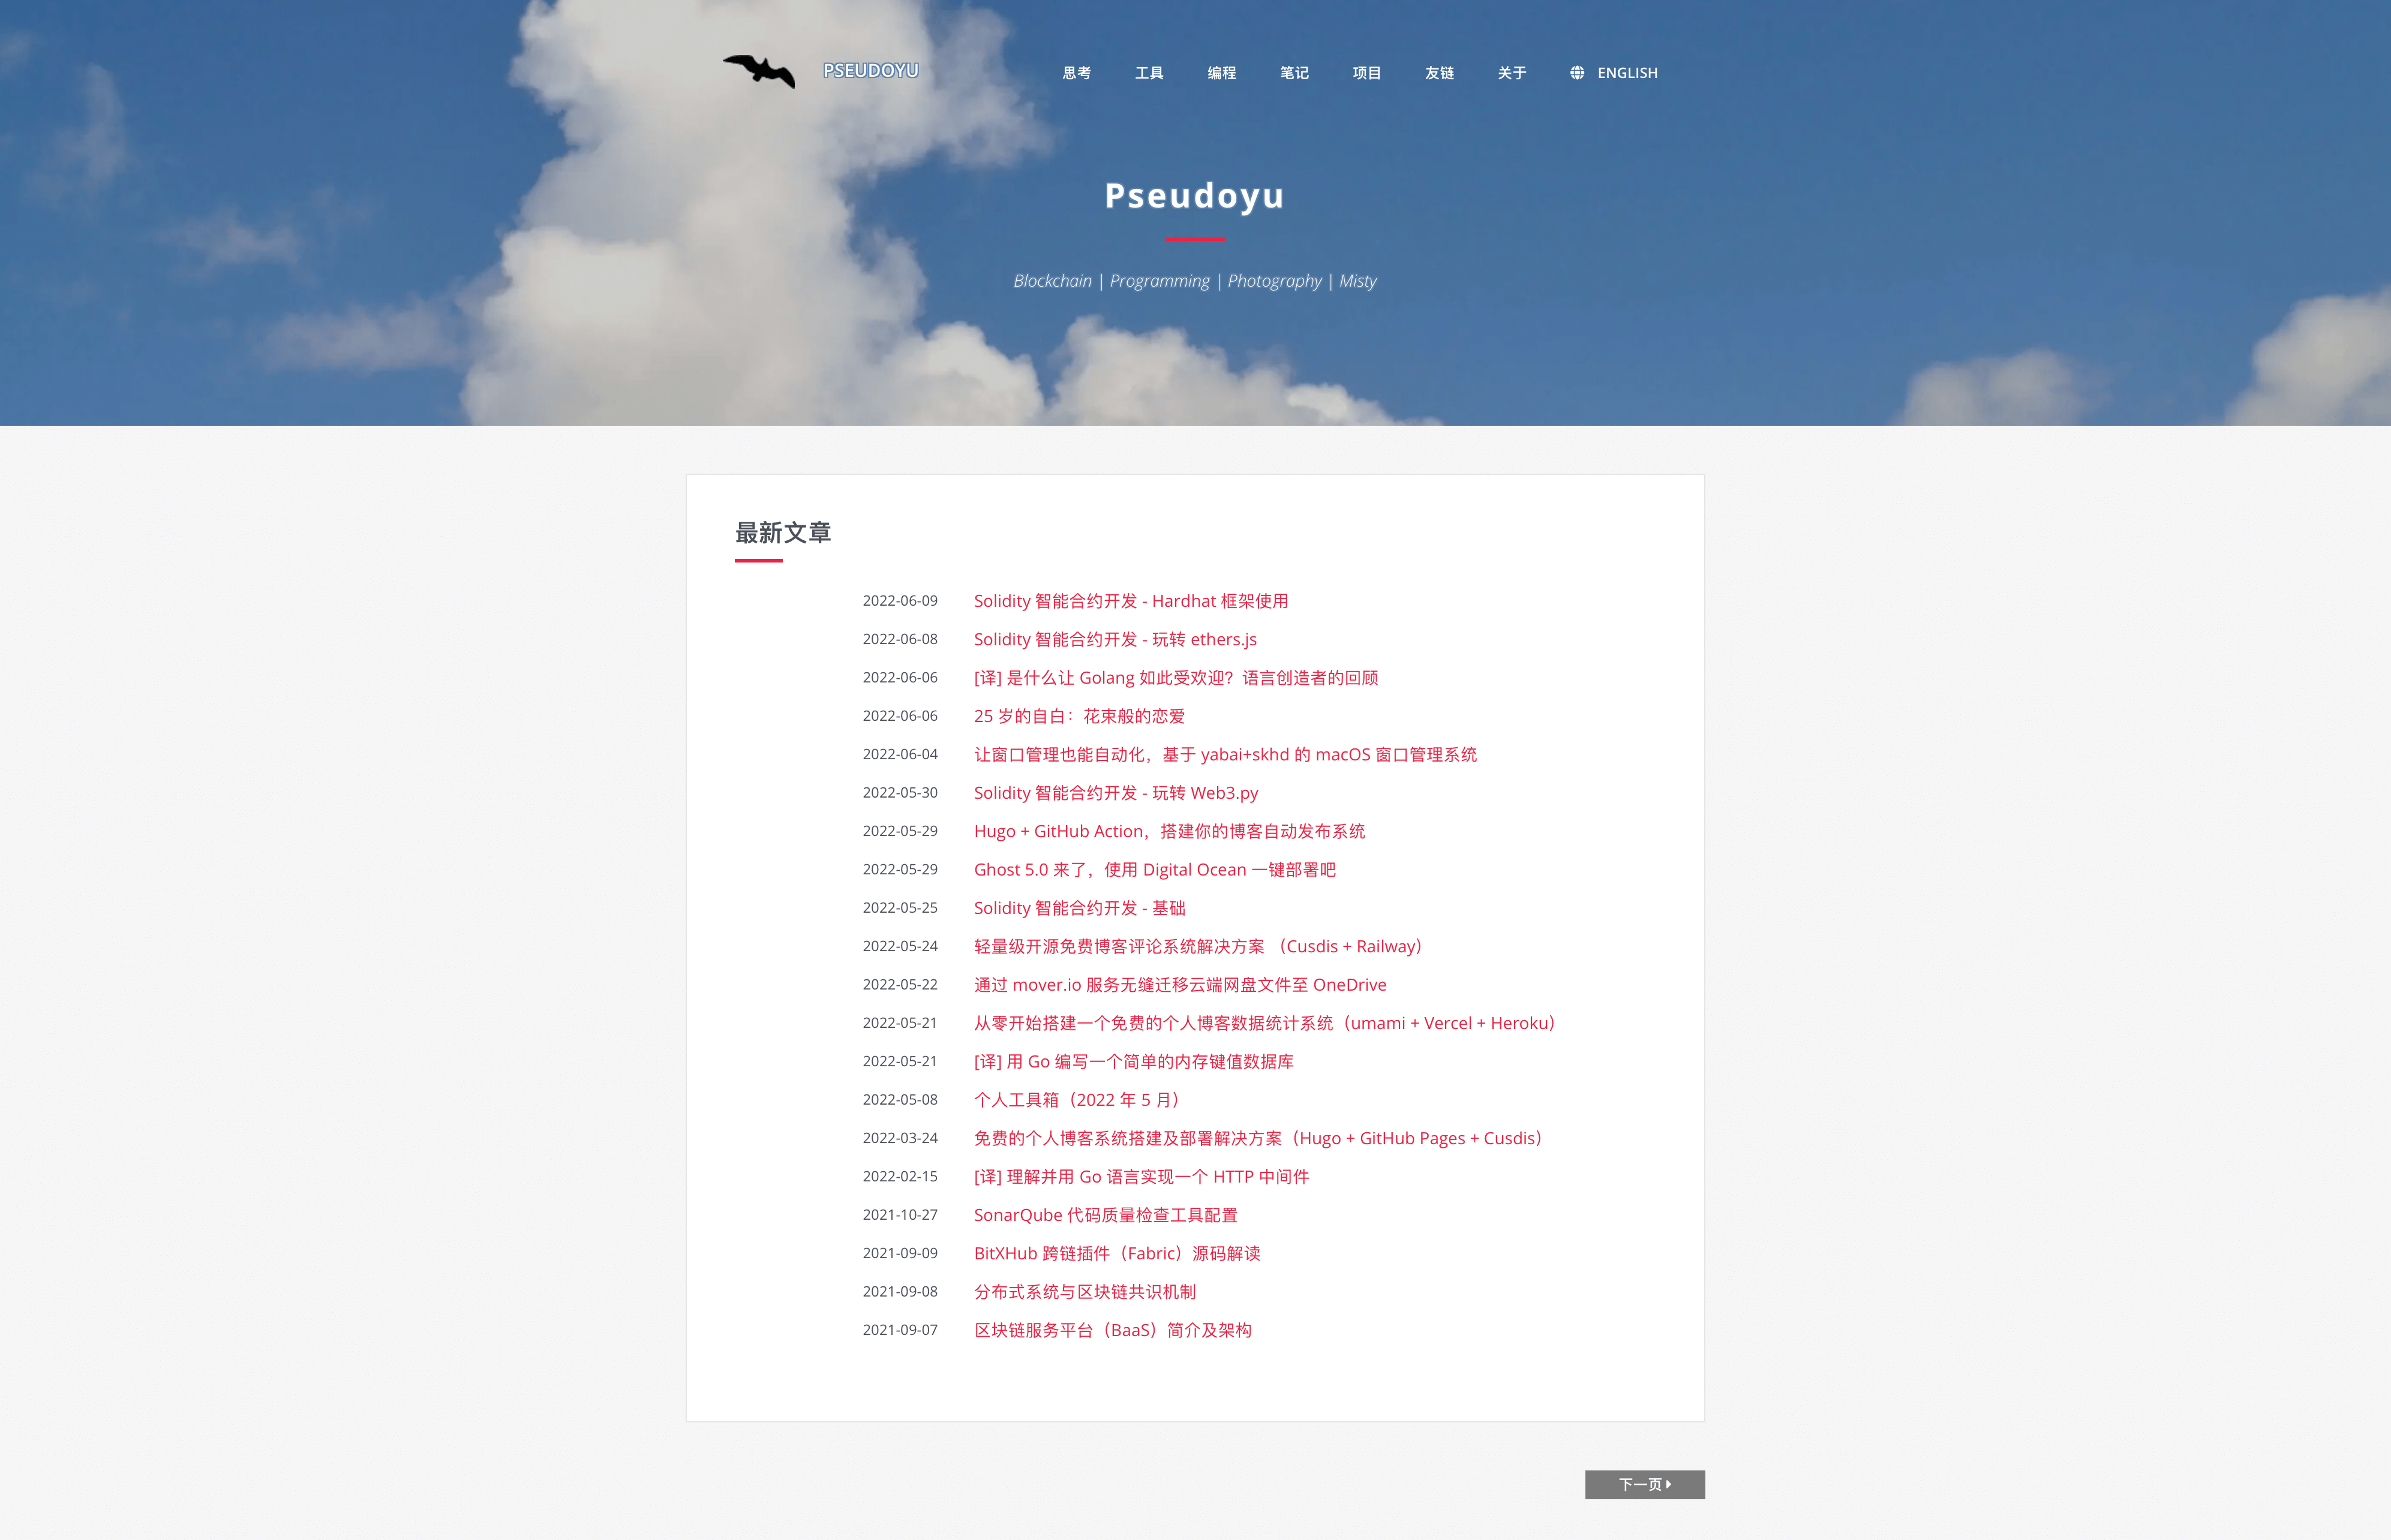 PSEUDOYU
思考 工具 编程 笔记 项目 友链 关于 ENGLISH
Pseudoyu
Blockchain | Programming | Photography | Misty
最新文章
2022-06-09 Solidity 智能合约开发 - Hardhat 框架使用
2022-06-08 Solidity 智能合约开发 - 玩转 ethers.js
2022-06-06 [译] 是什么让 Golang 如此受欢迎？语言创造者的回顾
2022-06-06 25 岁的自白：花束般的恋爱
2022-06-04 让窗口管理也能自动化，基于 yabai+skhd 的 macOS 窗口管理系统
2022-05-30 Solidity 智能合约开发 - 玩转 Web3.py
2022-05-29 Hugo + GitHub Action，搭建你的博客自动发布系统
2022-05-29 Ghost 5.0 来了，使用 Digital Ocean 一键部署吧
2022-05-25 Solidity 智能合约开发 - 基础
2022-05-24 轻量级开源免费博客评论系统解决方案 （Cusdis + Railway）
2022-05-22 通过 mover.io 服务无缝迁移云端网盘文件至 OneDrive
2022-05-21 从零开始搭建一个免费的个人博客数据统计系统（umami + Vercel + Heroku）
2022-05-21 [译] 用 Go 编写一个简单的内存键值数据库
2022-05-08 个人工具箱（2022 年 5 月）
2022-03-24 免费的个人博客系统搭建及部署解决方案（Hugo + GitHub Pages + Cusdis）
2022-02-15 [译] 理解并用 Go 语言实现一个 HTTP 中间件
2021-10-27 SonarQube 代码质量检查工具配置
2021-09-09 BitXHub 跨链插件（Fabric）源码解读
2021-09-08 分布式系统与区块链共识机制
2021-09-07 区块链服务平台（BaaS）简介及架构
下一页